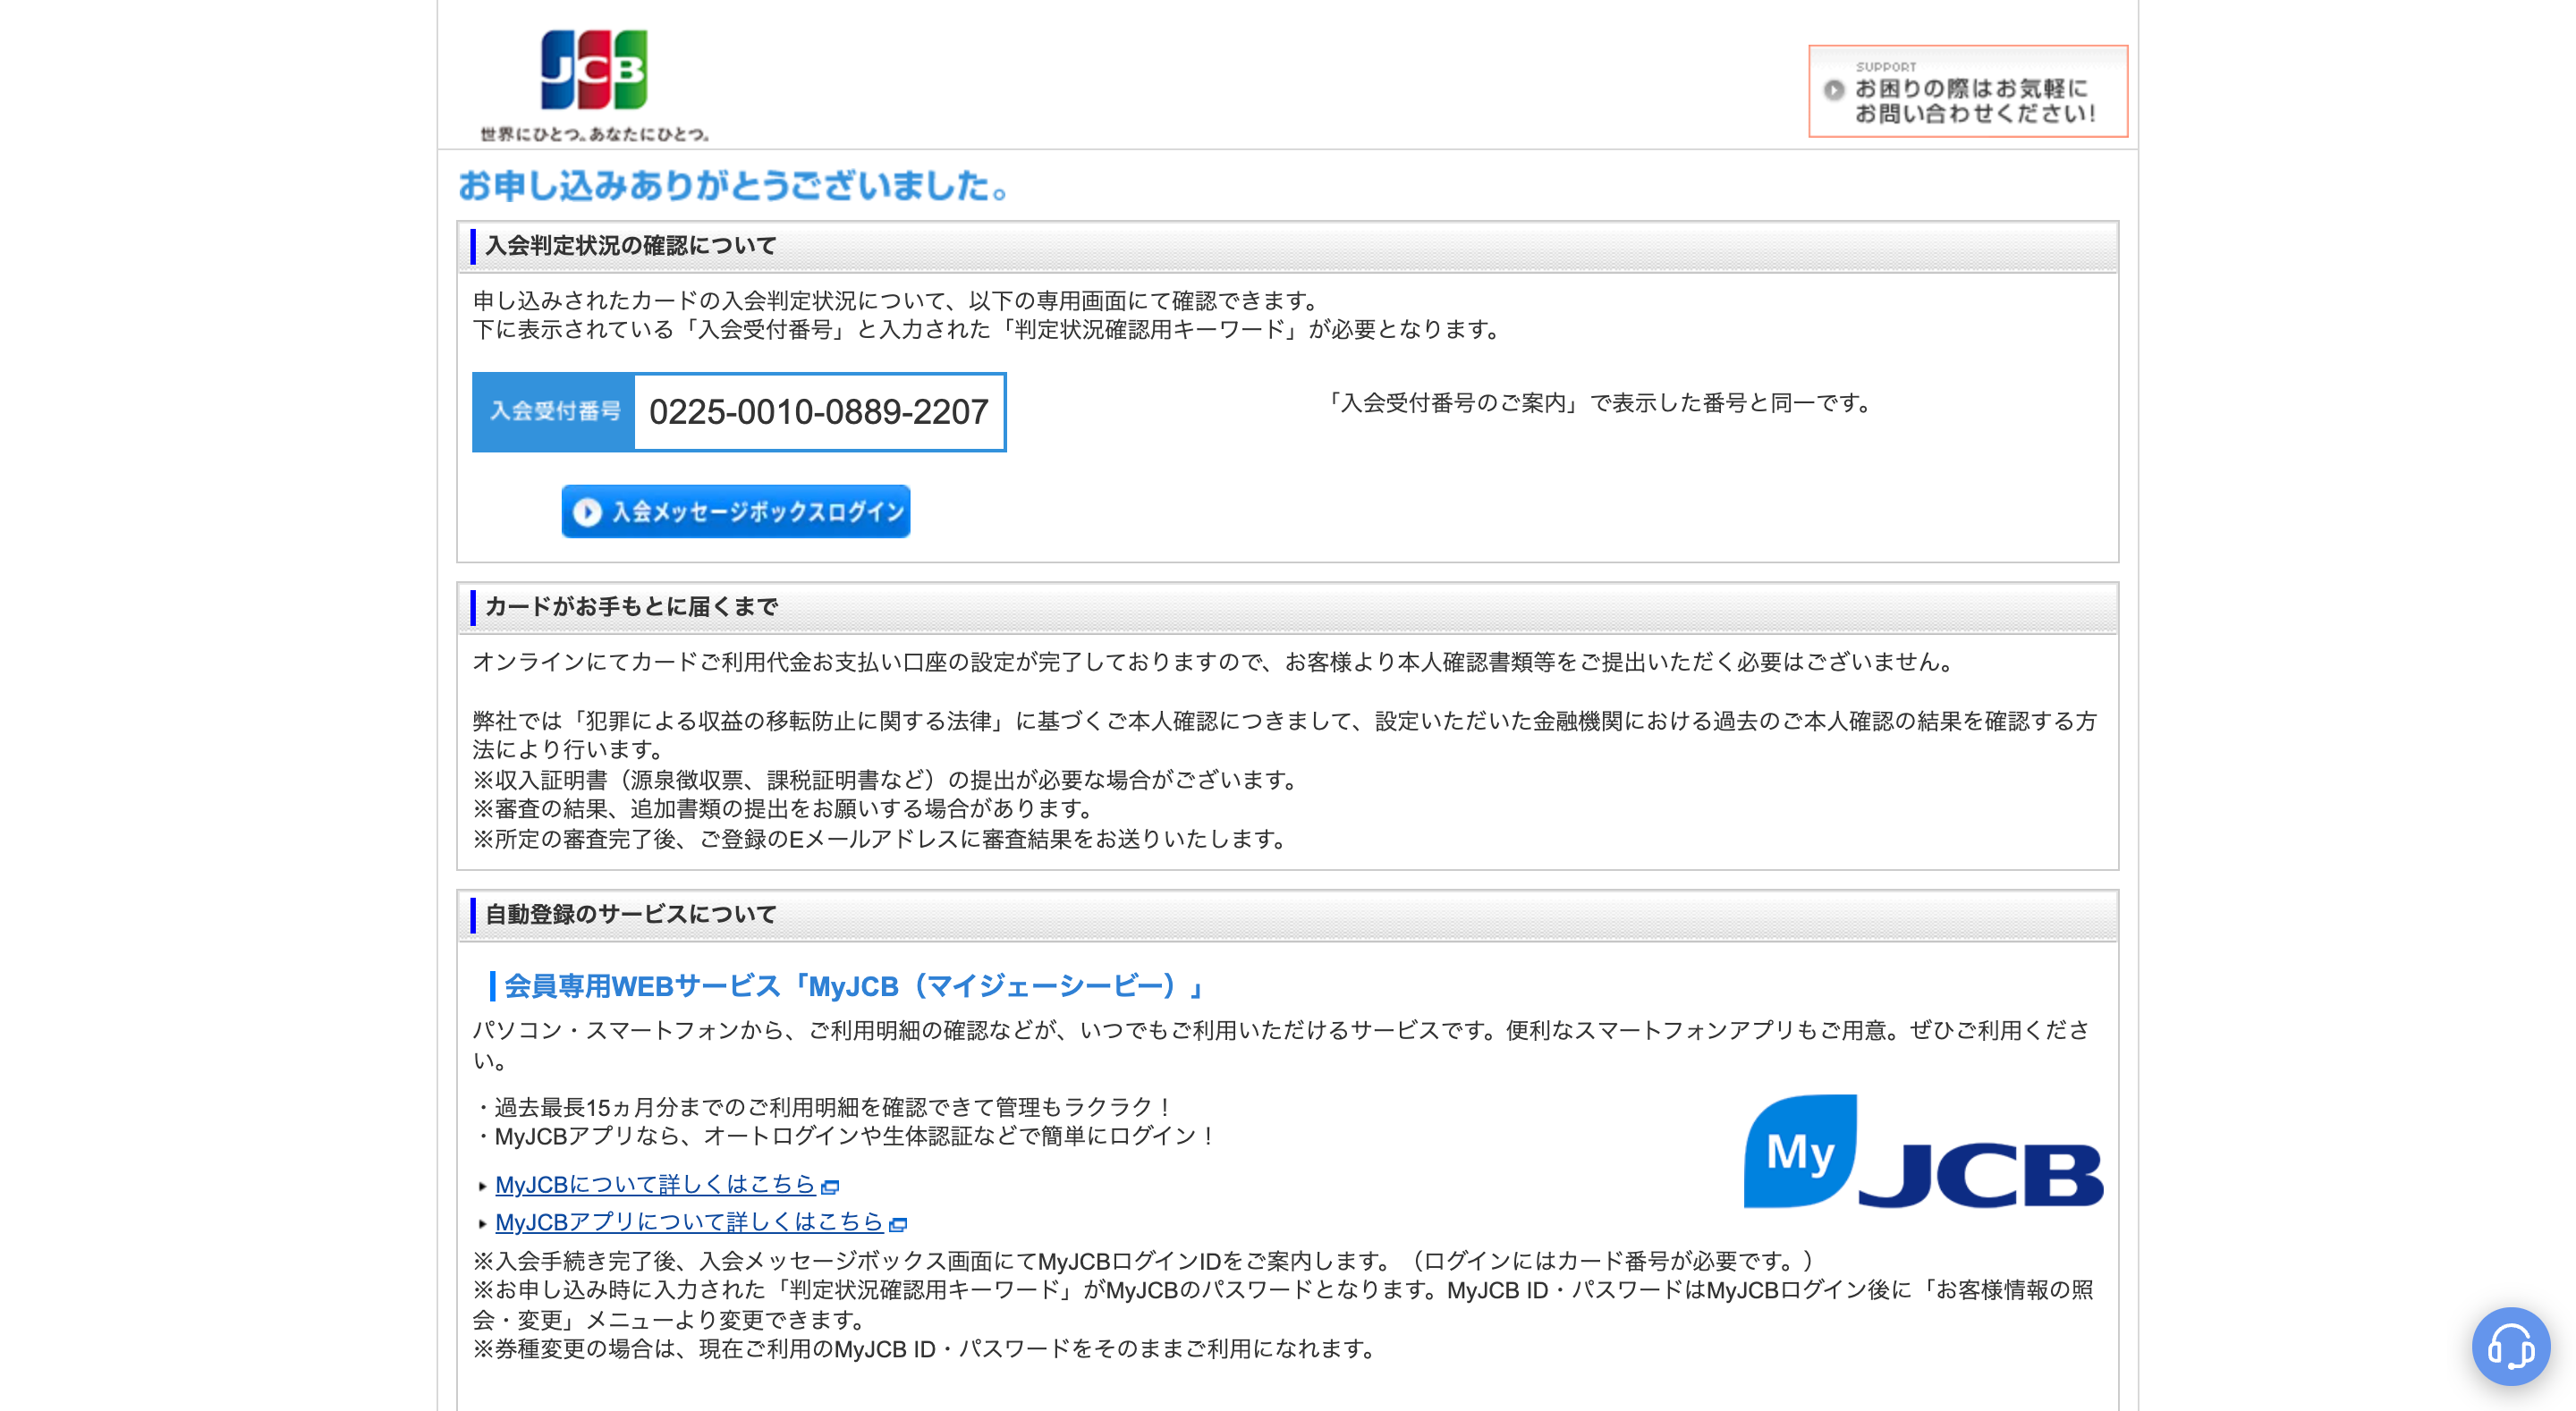 JCB
世界にひとつ。あなたにひとつ。
SUPPORT
お困りの際はお気軽に
お問い合わせください!
お申し込みありがとうございました。
入会判定状況の確認について
申し込みされたカードの入会判定状況について、以下の専用画面にて確認できます。
下に表示されている「入会受付番号」と入力された「判定状況確認用キーワード」が必要となります。
入会受付番号 0225-0010-0889-2207
「入会受付番号のご案内」で表示した番号と同一です。
入会メッセージボックスログイン
カードがお手もとに届くまで
オンラインにてカードご利用代金お支払い口座の設定が完了しておりますので、お客様より本人確認書類等をご提出いただく必要はございません。
弊社では「犯罪による収益の移転防止に関する法律」に基づくご本人確認につきまして、設定いただいた金融機関における過去のご本人確認の結果を確認する方
法により行います。
※収入証明書（源泉徴収票、課税証明書など）の提出が必要な場合がございます。
※審査の結果、追加書類の提出をお願いする場合があります。
※所定の審査完了後、ご登録のEメールアドレスに審査結果をお送りいたします。
自動登録のサービスについて
会員専用WEBサービス「MyJCB（マイジェーシービー）」
パソコン・スマートフォンから、ご利用明細の確認などが、いつでもご利用いただけるサービスです。便利なスマートフォンアプリもご用意。ぜひご利用くださ
い。
・過去最長15ヵ月分までのご利用明細を確認できて管理もラクラク！
・MyJCBアプリなら、オートログインや生体認証などで簡単にログイン！
My JCB
MyJCBについて詳しくはこちら
MyJCBアプリについて詳しくはこちら
※入会手続き完了後、入会メッセージボックス画面にてMyJCBログインIDをご案内します。（ログインにはカード番号が必要です。）
※お申し込み時に入力された「判定状況確認用キーワード」がMyJCBのパスワードとなります。MyJCB ID・パスワードはMyJCBログイン後に「お客様情報の照
会・変更」メニューより変更できます。
※券種変更の場合は、現在ご利用のMyJCB ID・パスワードをそのままご利用になれます。